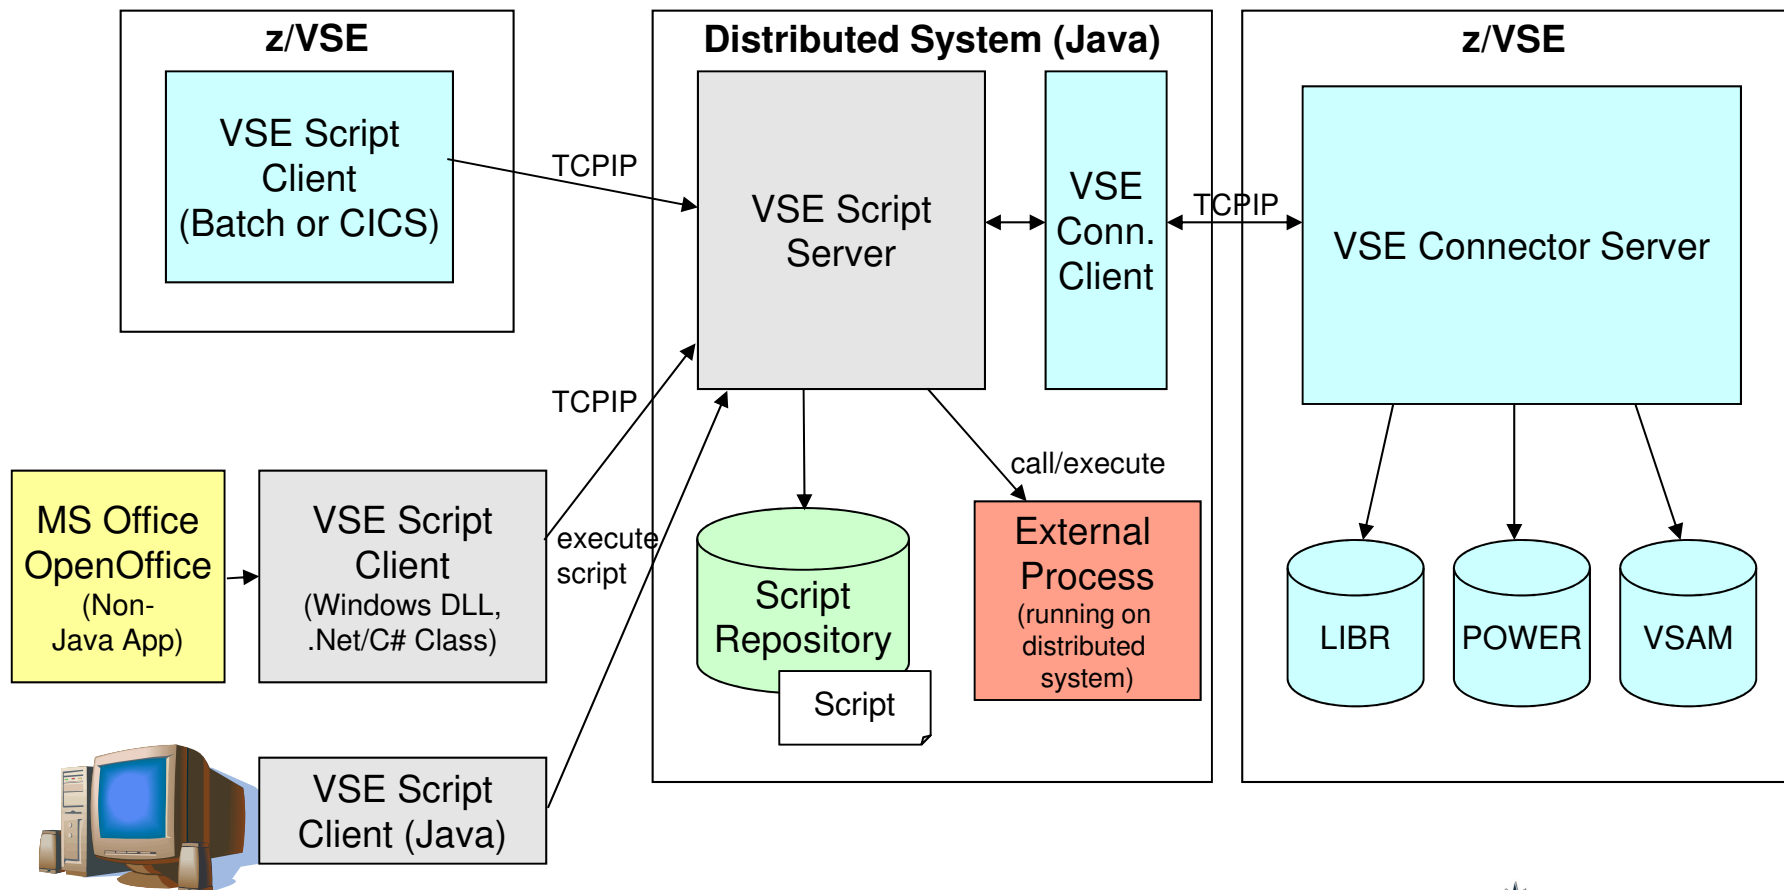 z/VSE
VSE Script
Client
(Batch or CICS)
TCPIP
Distributed System (Java)
VSE Script
Server
VSE
Conn.
Client
TCPIP
z/VSE
VSE Connector Server
TCPIP
MS Office
OpenOffice
(Non-
Java App)
VSE Script
Client
(Windows DLL,
.Net/C# Class)
execute
script
call/execute
Script
Repository
Script
External
Process
(running on
distributed
system)
LIBR
POWER
VSAM
VSE Script
Client (Java)